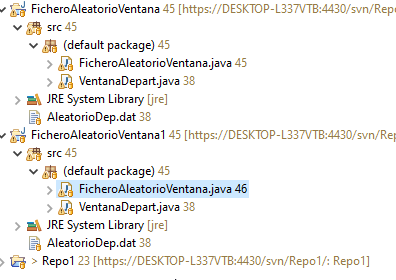 FicheroAleatorioVentana 45 [https://DESKTOP-L337VTB:4430/svn/Repo
src 45
(default package) 45
FicheroAleatorioVentana.java 45
VentanaDepart.java 38
JRE System Library [jre]
AleatorioDep.dat 38
FicheroAleatorioVentana1 45 [https://DESKTOP-L337VTB:4430/svn/Rep
src 45
(default package) 45
FicheroAleatorioVentana.java 46
VentanaDepart.java 38
JRE System Library [jre]
AleatorioDep.dat 38
> Repo1 23 [https://DESKTOP-L337VTB:4430/svn/Repo1/: Repo1]